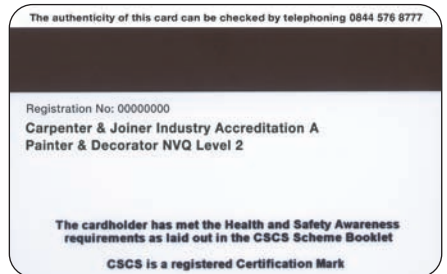 The authenticity of this card can be checked by telephoning 0844 576 8777
Registration No: 00000000
Carpenter & Joiner Industry Accreditation A
Painter & Decorator NVQ Level 2
The cardholder has met the Health and Safety Awareness
requirements as laid out in the CSCS Scheme Booklet
CSCS is a registered Certification Mark